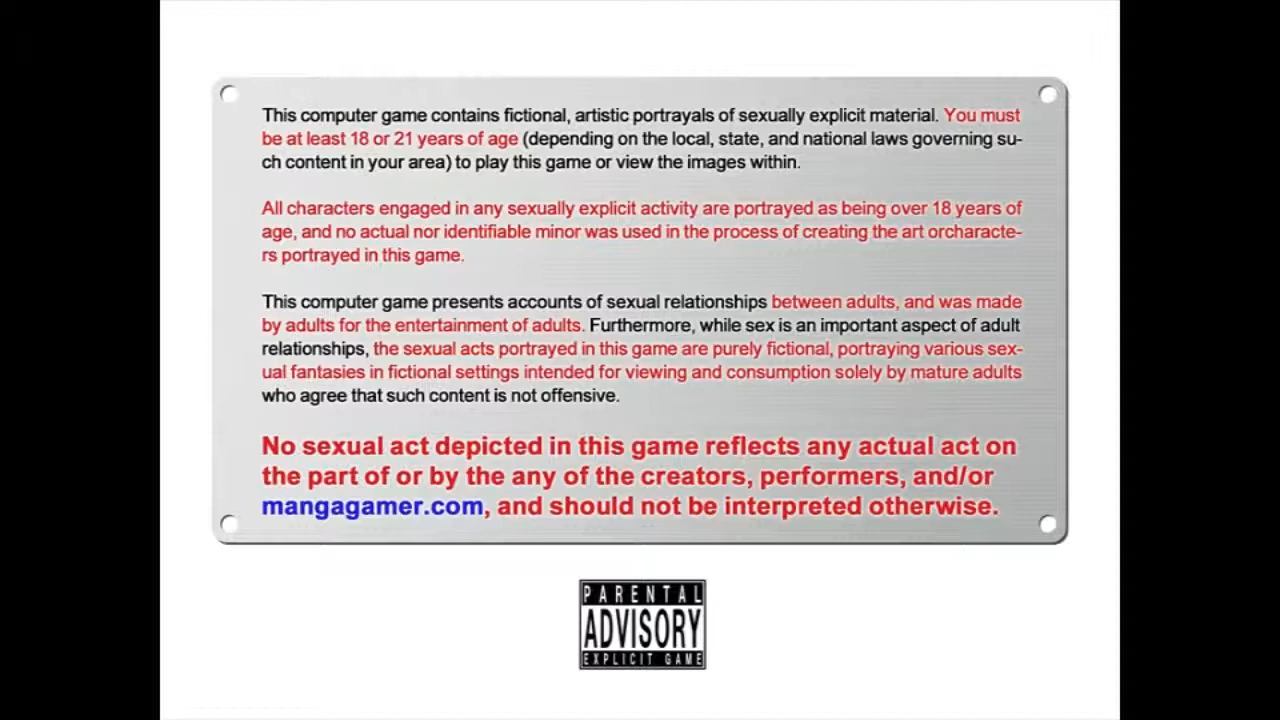 This computer game contains fictional, artistic portrayals of sexually explicit material. You must
be at least 18 or 21 years of age (depending on the local, state, and national laws governing su-
ch content in your area) to play this game or view the images within.
All characters engaged in any sexually explicit activity are portrayed as being over 18 years of
age, and no actual nor identifiable minor was used in the process of creating the art orcharacte-
rs portrayed in this game.
This computer game presents accounts of sexual relationships between adults, and was made
by adults for the entertainment of adults. Furthermore, while sex is an important aspect of adult
relationships, the sexual acts portrayed in this game are purely fictional, portraying various sex-
ual fantasies in fictional settings intended for viewing and consumption solely by mature adults
who agree that such content is not offensive.
No sexual act depicted in this game reflects any actual act on
the part of or by the any of the creators, performers, and/or
mangagamer.com, and should not be interpreted otherwise.
PARENTAL
ADVISORY
EXPLICIT GAME